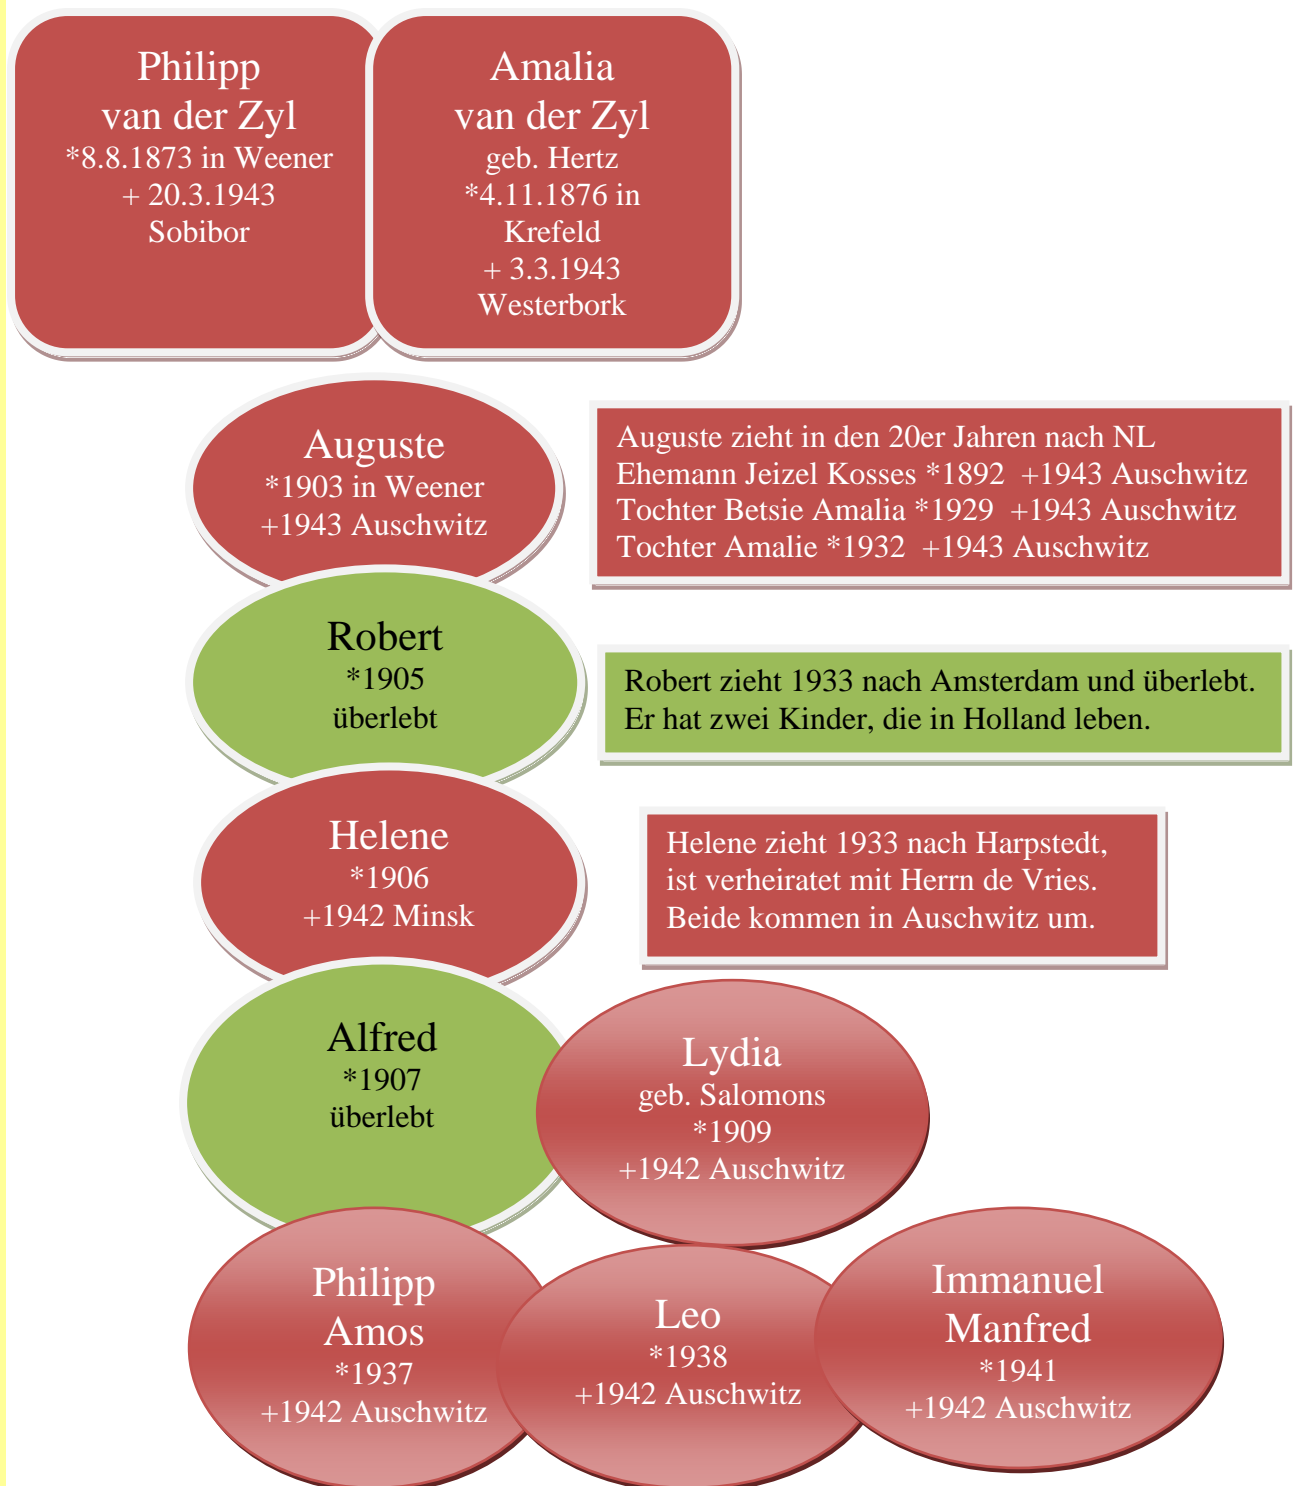 Philipp
van der Zyl
*8.8.1873 in Weener
+ 20.3.1943
Sobibor
Amalia
van der Zyl
geb. Hertz
*4.11.1876 in
Krefeld
+ 3.3.1943
Westerbork
Auguste
*1903 in Weener
+1943 Auschwitz
Auguste zieht in den 20er Jahren nach NL
Ehemann Jeizel Kosses *1892  +1943 Auschwitz
Tochter Betsie Amalia *1929  +1943 Auschwitz
Tochter Amalie *1932  +1943 Auschwitz
Robert
*1905
überlebt
Robert zieht 1933 nach Amsterdam und überlebt.
Er hat zwei Kinder, die in Holland leben.
Helene
*1906
+1942 Minsk
Helene zieht 1933 nach Harpstedt,
ist verheiratet mit Herrn de Vries.
Beide kommen in Auschwitz um.
Alfred
*1907
überlebt
Lydia
geb. Salomons
*1909
+1942 Auschwitz
Philipp
Amos
*1937
+1942 Auschwitz
Leo
*1938
+1942 Auschwitz
Immanuel
Manfred
*1941
+1942 Auschwitz